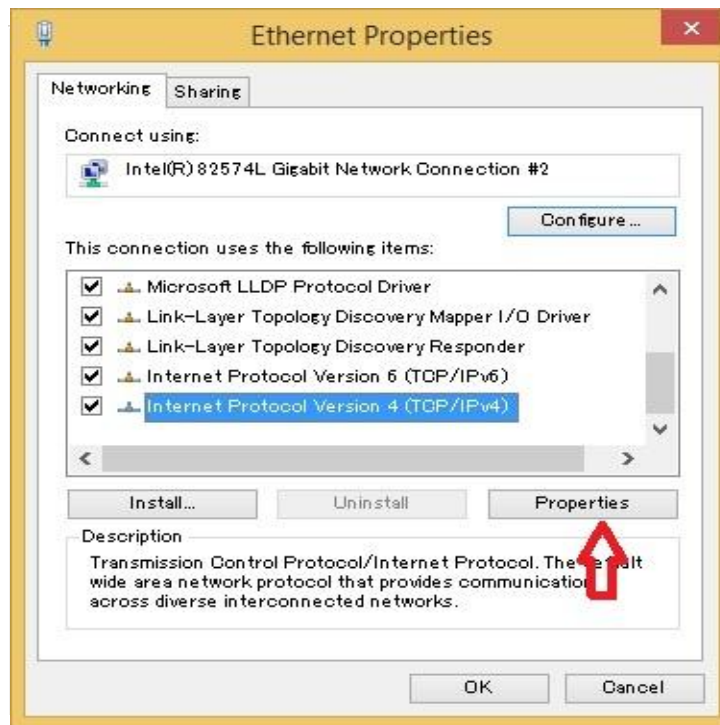 Ethernet Properties
Networking
Sharing
Connect using:
Intel(R) 82574L Gigabit Network Connection #2
Configure...
This connection uses the following items:
Microsoft LLDP Protocol Driver
Link-Layer Topology Discovery Mapper I/O Driver
Link-Layer Topology Discovery Responder
Internet Protocol Version 6 (TCP/IPv6)
Internet Protocol Version 4 (TCP/IPv4)
Install...
Uninstall
Properties
Description
Transmission Control Protocol/Internet Protocol. The default
wide area network protocol that provides communication
across diverse interconnected networks.
OK
Cancel